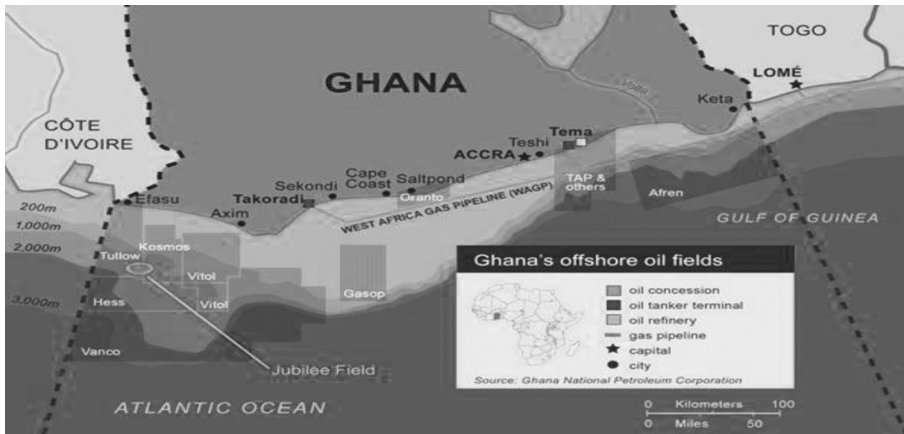 TOGO
LOMÉ
GHANA
Volta
Keta
CÔTE
D'IVOIRE
Tema
Teshi
ACCRA
Cape
Coast
Saltpond
Sekondi
Takoradi
Oranto
TAP &
others
Afren
Efasu
Axim
WEST AFRICA GAS PIPELINE (WAGP)
GULF OF GUINEA
200m
1,000m
2,000m
3,000m
Kosmos
Tullow
Vitol
Vitol
Hess
Gasop
Vanco
Jubilee Field
ATLANTIC OCEAN
Ghana's offshore oil fields
oil concession
oil tanker terminal
oil refinery
gas pipeline
capital
city
Source: Ghana National Petroleum Corporation
0 Kilometers 100
0 Miles 50